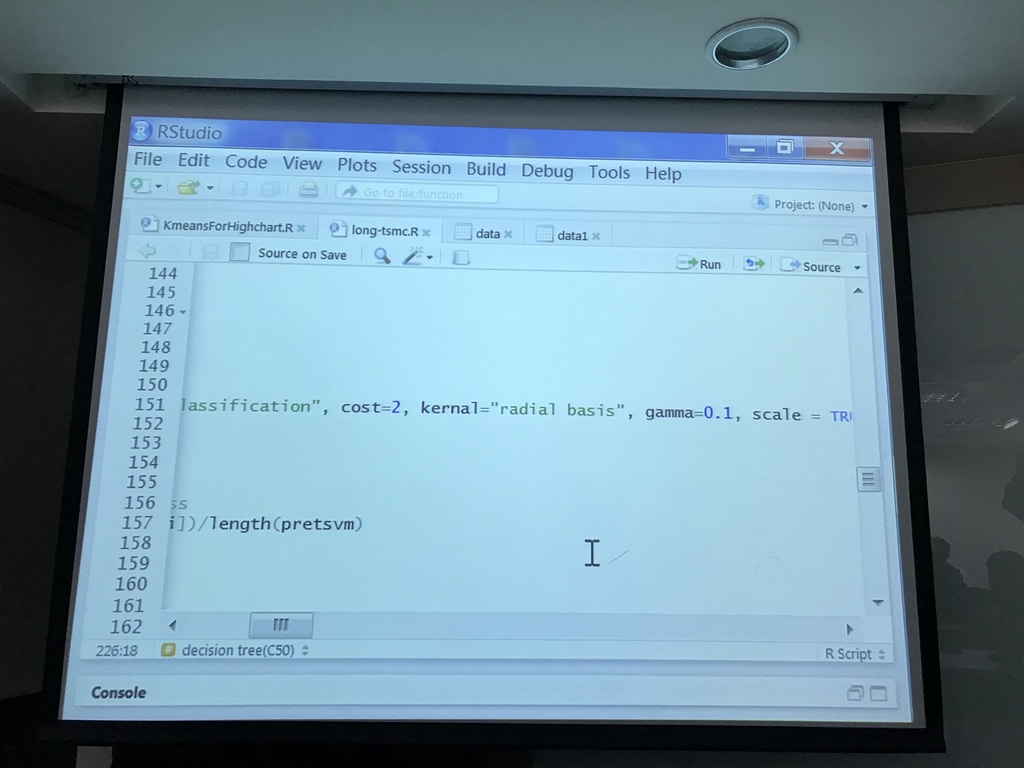 RStudio
File Edit Code View Plots Session Build Debug Tools Help
Go to file/function
Project: (None)
KmeansForHighchart.R long-tsmc.R data data1
Source on Save Run Source
144
145
146
147
148
149
150
151 lassification", cost=2, kernal="radial basis", gamma=0.1, scale = TRU
152
153
154
155
156 ss
157 i])/length(pretsvm)
158
159
160
161
162
226:18 decision tree(C50) R Script
Console